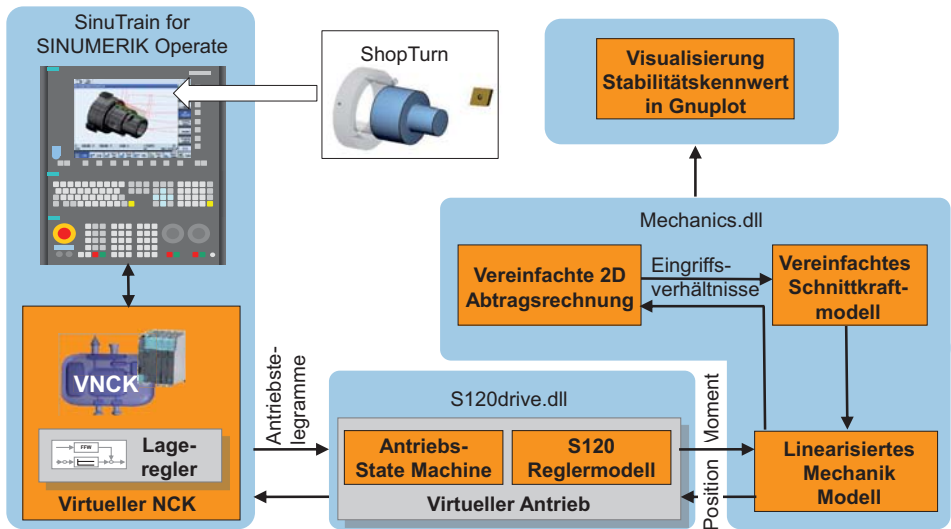 SinuTrain for
SINUMERIK Operate
ShopTurn
Visualisierung
Stabilitätskennwert
in Gnuplot
Mechanics.dll
Vereinfachte 2D
Abtragsrechnung
Eingriffs-
verhältnisse
Vereinfachtes
Schnittkraft-
modell
VNCK
FFW
Lage-
regler
Virtueller NCK
Antriebste-
legramme
S120drive.dll
Antriebs-
State Machine
S120
Reglermodell
Virtueller Antrieb
Moment
Position
Linearisiertes
Mechanik
Modell